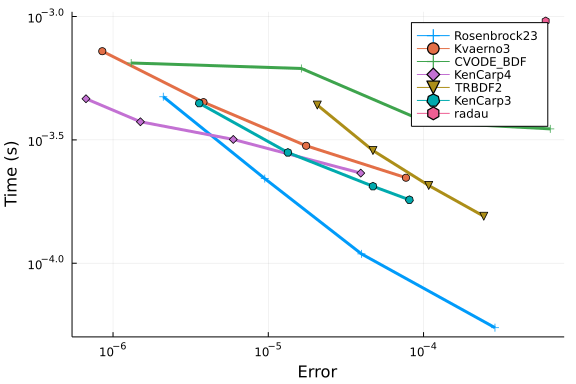 10⁻³·⁰
Rosenbrock23
Kvaerno3
CVODE_BDF
KenCarp4
TRBDF2
KenCarp3
radau
10⁻³·⁵
Time (s)
10⁻⁴·⁰
10⁻⁶
10⁻⁵
10⁻⁴
Error